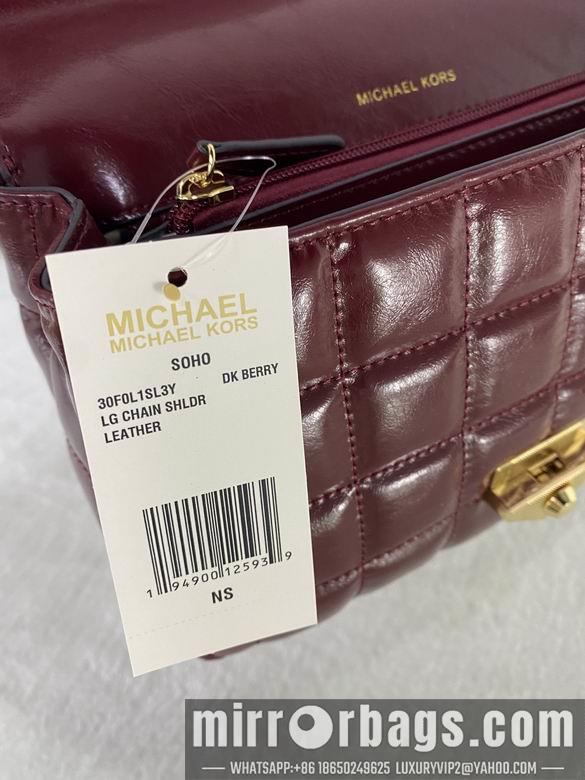 MICHAEL KORS
MICHAEL
MICHAEL KORS
SOHO
30F0L1SL3Y DK BERRY
LG CHAIN SHLDR
LEATHER
1 94900 12593 9
NS
mirrorbags.com
WHATSAPP:+86 18650249625 LUXURYVIP2@YAHOO.COM